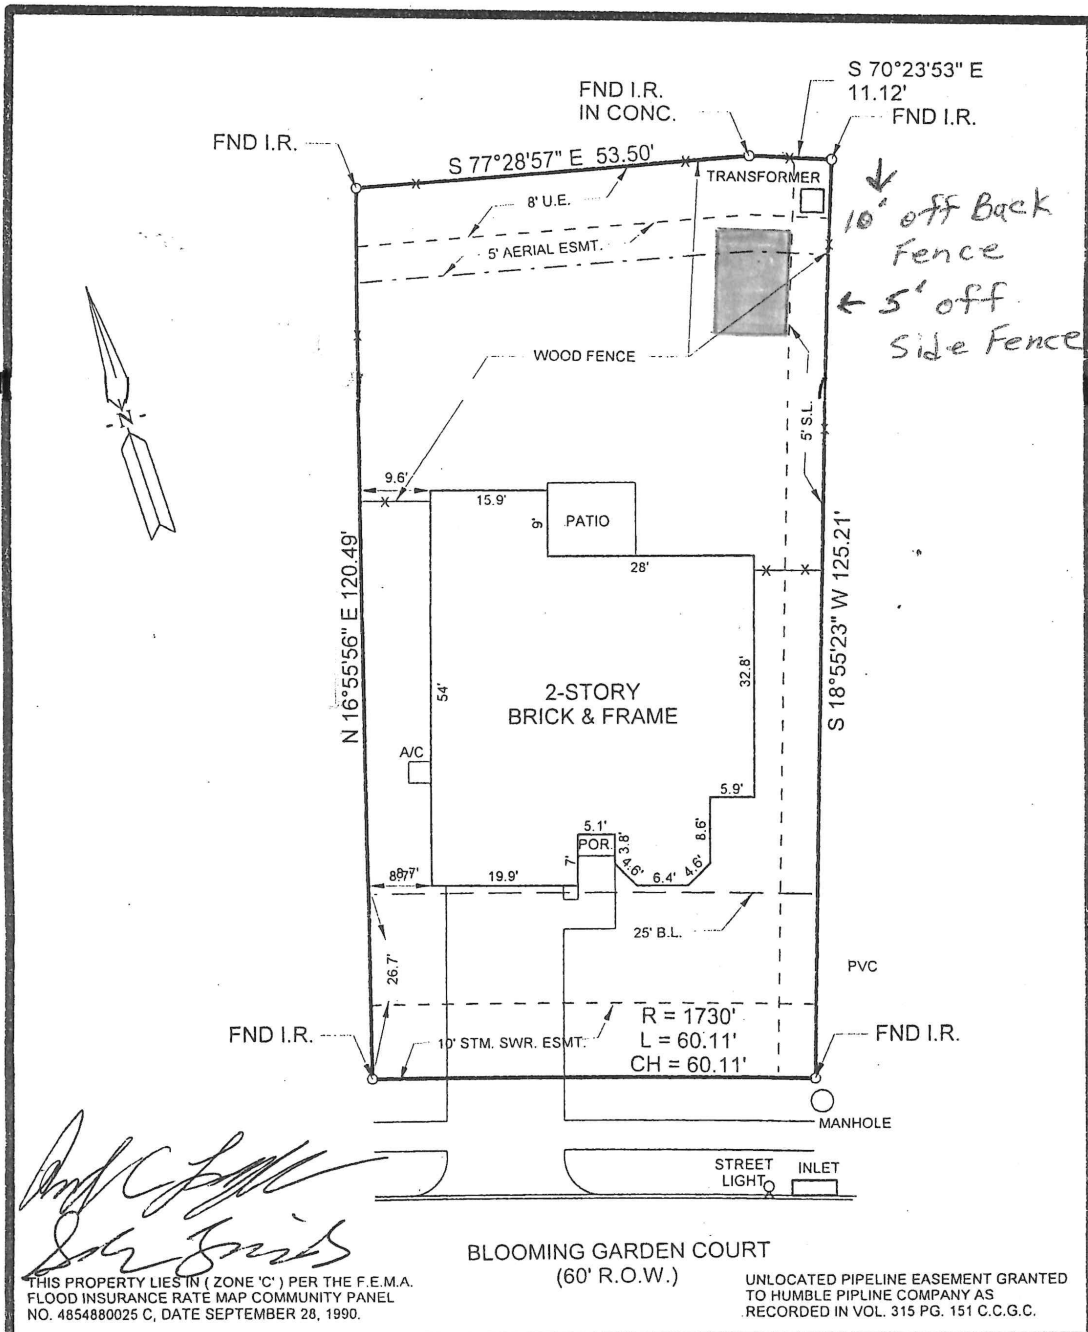 S 70°23'53" E
11.12'
FND I.R.
IN CONC.
FND I.R.
FND I.R.
S 77°28'57" E 53.50'
TRANSFORMER
8' U.E.
10' off Back
Fence
5' AERIAL ESMT.
5' off
Side Fence
WOOD FENCE
5' S.L.
N
9.6'
15.9'
9'
PATIO
28'
N 16°55'56" E 120.49'
S 18°55'23" W 125.21'
54'
32.8'
2-STORY
BRICK & FRAME
A/C
5.9'
5.1'
POR.
3.8'
8.6'
7'
4.6'
4.6'
6.4'
19.9'
25' B.L.
26.7'
PVC
R = 1730'
L = 60.11'
CH = 60.11'
FND I.R.
10' STM. SWR. ESMT.
FND I.R.
MANHOLE
STREET
LIGHT
INLET
BLOOMING GARDEN COURT
(60' R.O.W.)
THIS PROPERTY LIES IN ( ZONE 'C' ) PER THE F.E.M.A.
FLOOD INSURANCE RATE MAP COMMUNITY PANEL
NO. 4854880025 C, DATE SEPTEMBER 28, 1990.
UNLOCATED PIPELINE EASEMENT GRANTED
TO HUMBLE PIPLINE COMPANY AS
RECORDED IN VOL. 315 PG. 151 C.C.G.C.